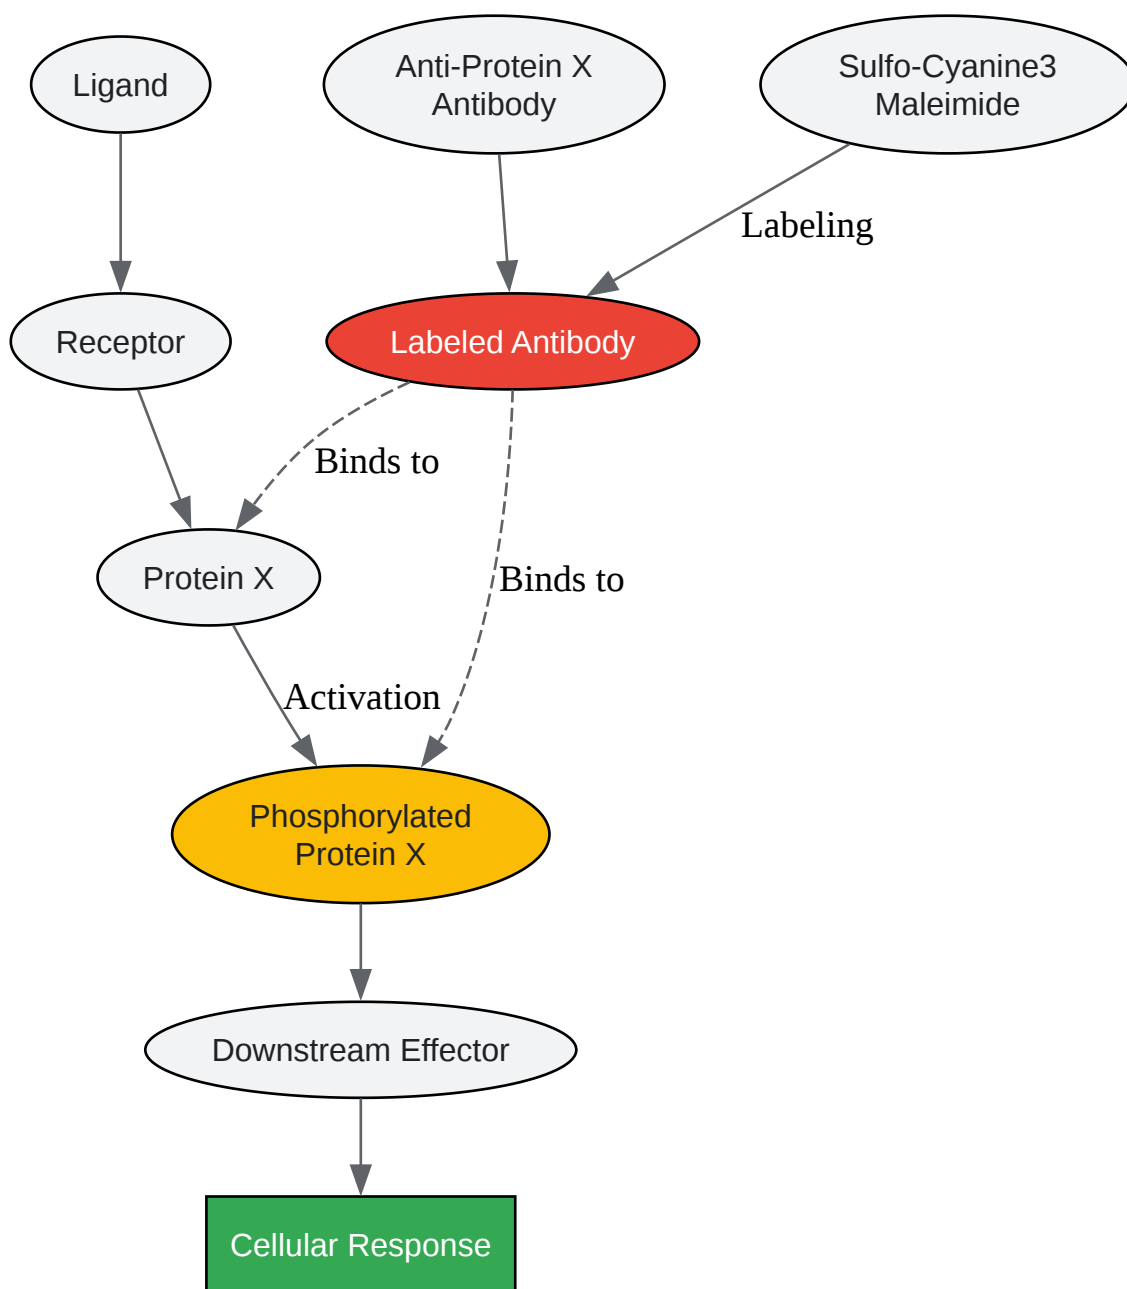 Ligand
Anti-Protein X
Antibody
Sulfo-Cyanine3
Maleimide
Labeling
Receptor
Labeled Antibody
Binds to
Protein X
Binds to
Activation
Phosphorylated
Protein X
Downstream Effector
Cellular Response